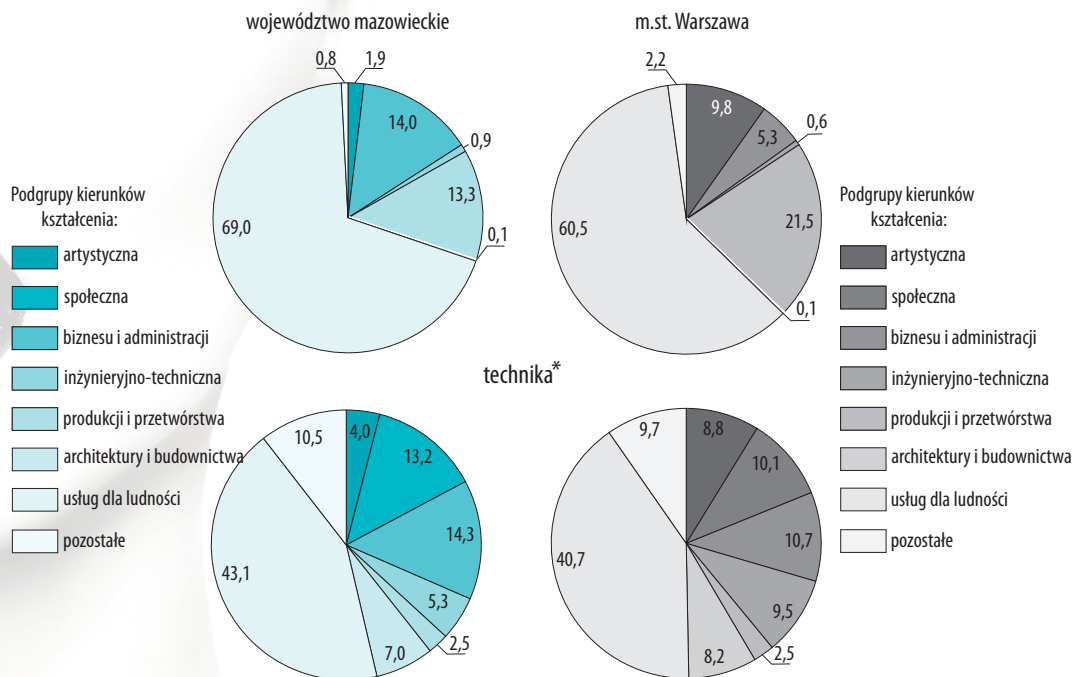 województwo mazowieckie
m.st. Warszawa
0,8
1,9
14,0
0,9
13,3
0,1
69,0
2,2
9,8
5,3
0,6
21,5
0,1
60,5
Podgrupy kierunków
kształcenia:
artystyczna
społeczna
biznesu i administracji
inżynieryjno-techniczna
produkcji i przetwórstwa
architektury i budownictwa
usług dla ludności
pozostałe
Podgrupy kierunków
kształcenia:
artystyczna
społeczna
biznesu i administracji
inżynieryjno-techniczna
produkcji i przetwórstwa
architektury i budownictwa
usług dla ludności
pozostałe
technika*
10,5
4,0
13,2
14,3
5,3
2,5
7,0
43,1
9,7
8,8
10,1
10,7
9,5
2,5
8,2
40,7